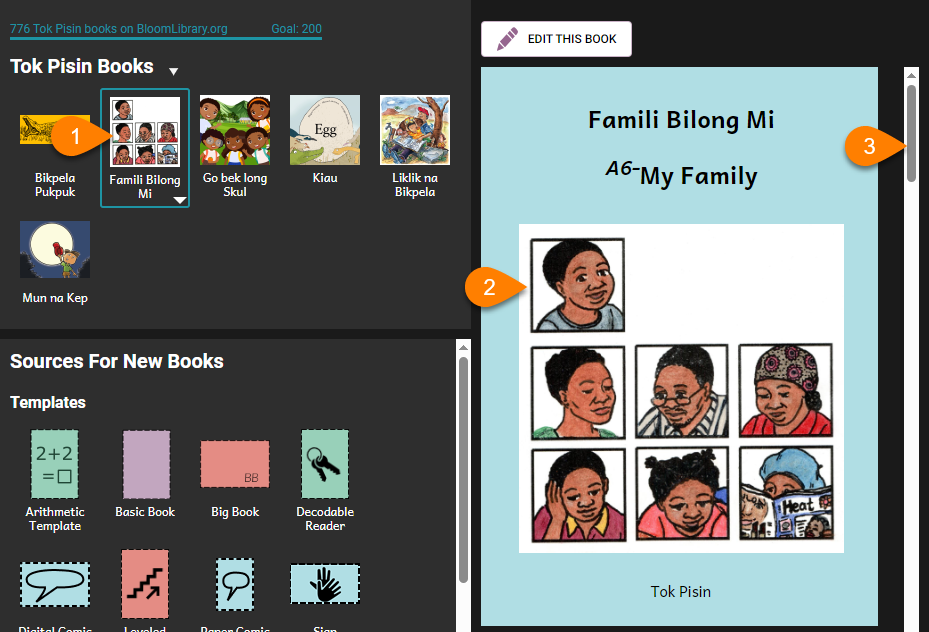 776 Tok Pisin books on BloomLibrary.org Goal: 200
Tok Pisin Books
1
Bikpela
Pukpuk
Famili Bilong
Mi
Go bek long
Skul
Egg
Kiau
Liklik na
Bikpela
Mun na Kep
Sources For New Books
Templates
2+2
=
Arithmetic
Template
Basic Book
BB
Big Book
Decodable
Reader
Digital Comic
Leveled
Paper Comic
Sign
EDIT THIS BOOK
Famili Bilong Mi
A6-My Family
2
3
Heat
Tok Pisin